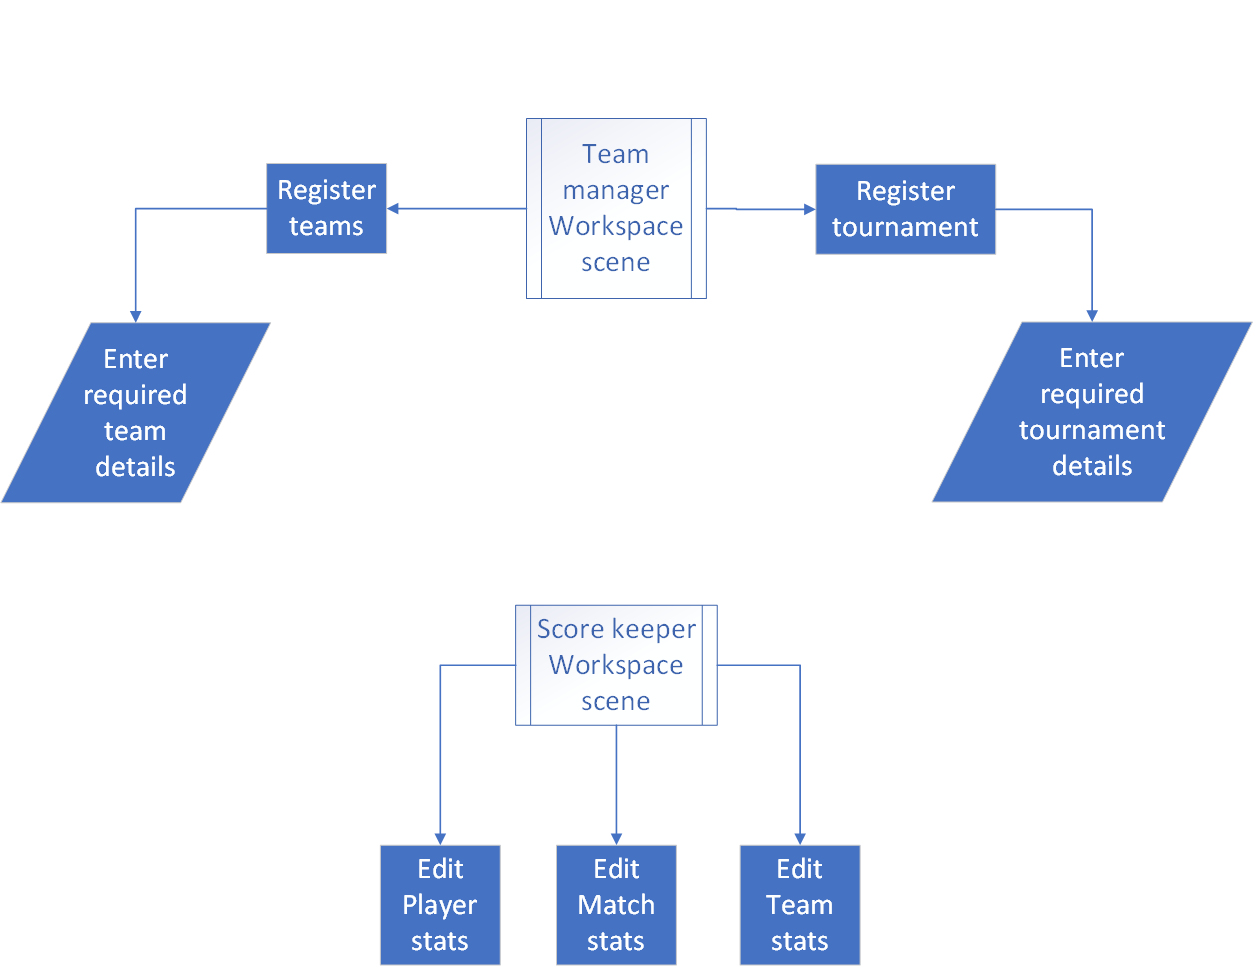 Team
manager
Workspace
scene
Register
teams
Register
tournament
Enter
required
team
details
Enter
required
tournament
details
Score keeper
Workspace
scene
Edit
Player
stats
Edit
Match
stats
Edit
Team
stats